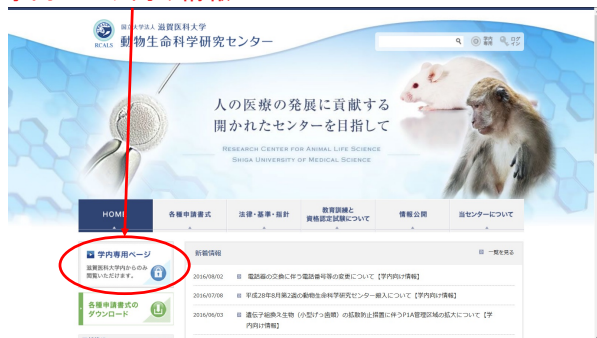 国立大学法人 滋賀医科大学
RCALS 動物生命科学研究センター
学内専用 ログイン
人の医療の発展に貢献する
開かれたセンターを目指して
RESEARCH CENTER FOR ANIMAL LIFE SCIENCE
SHIGA UNIVERSITY OF MEDICAL SCIENCE
HOME 各種申請書式 法律・基準・指針 教育訓練と資格認定試験について 情報公開 当センターについて
学内専用ページ
滋賀医科大学内からのみ
閲覧いただけます。
各種申請書式の
ダウンロード
新着情報 一覧を見る
2016/08/02 電話器の交換に伴う電話番号等の変更について【学内向け情報】
2016/07/08 平成28年8月第2週の動物生命科学研究センター搬入について【学内向け情報】
2016/06/03 遺伝子組換え生物（小型げっ歯類）の拡散防止措置に伴うP1A管理区域の拡大について【学
内向け情報】